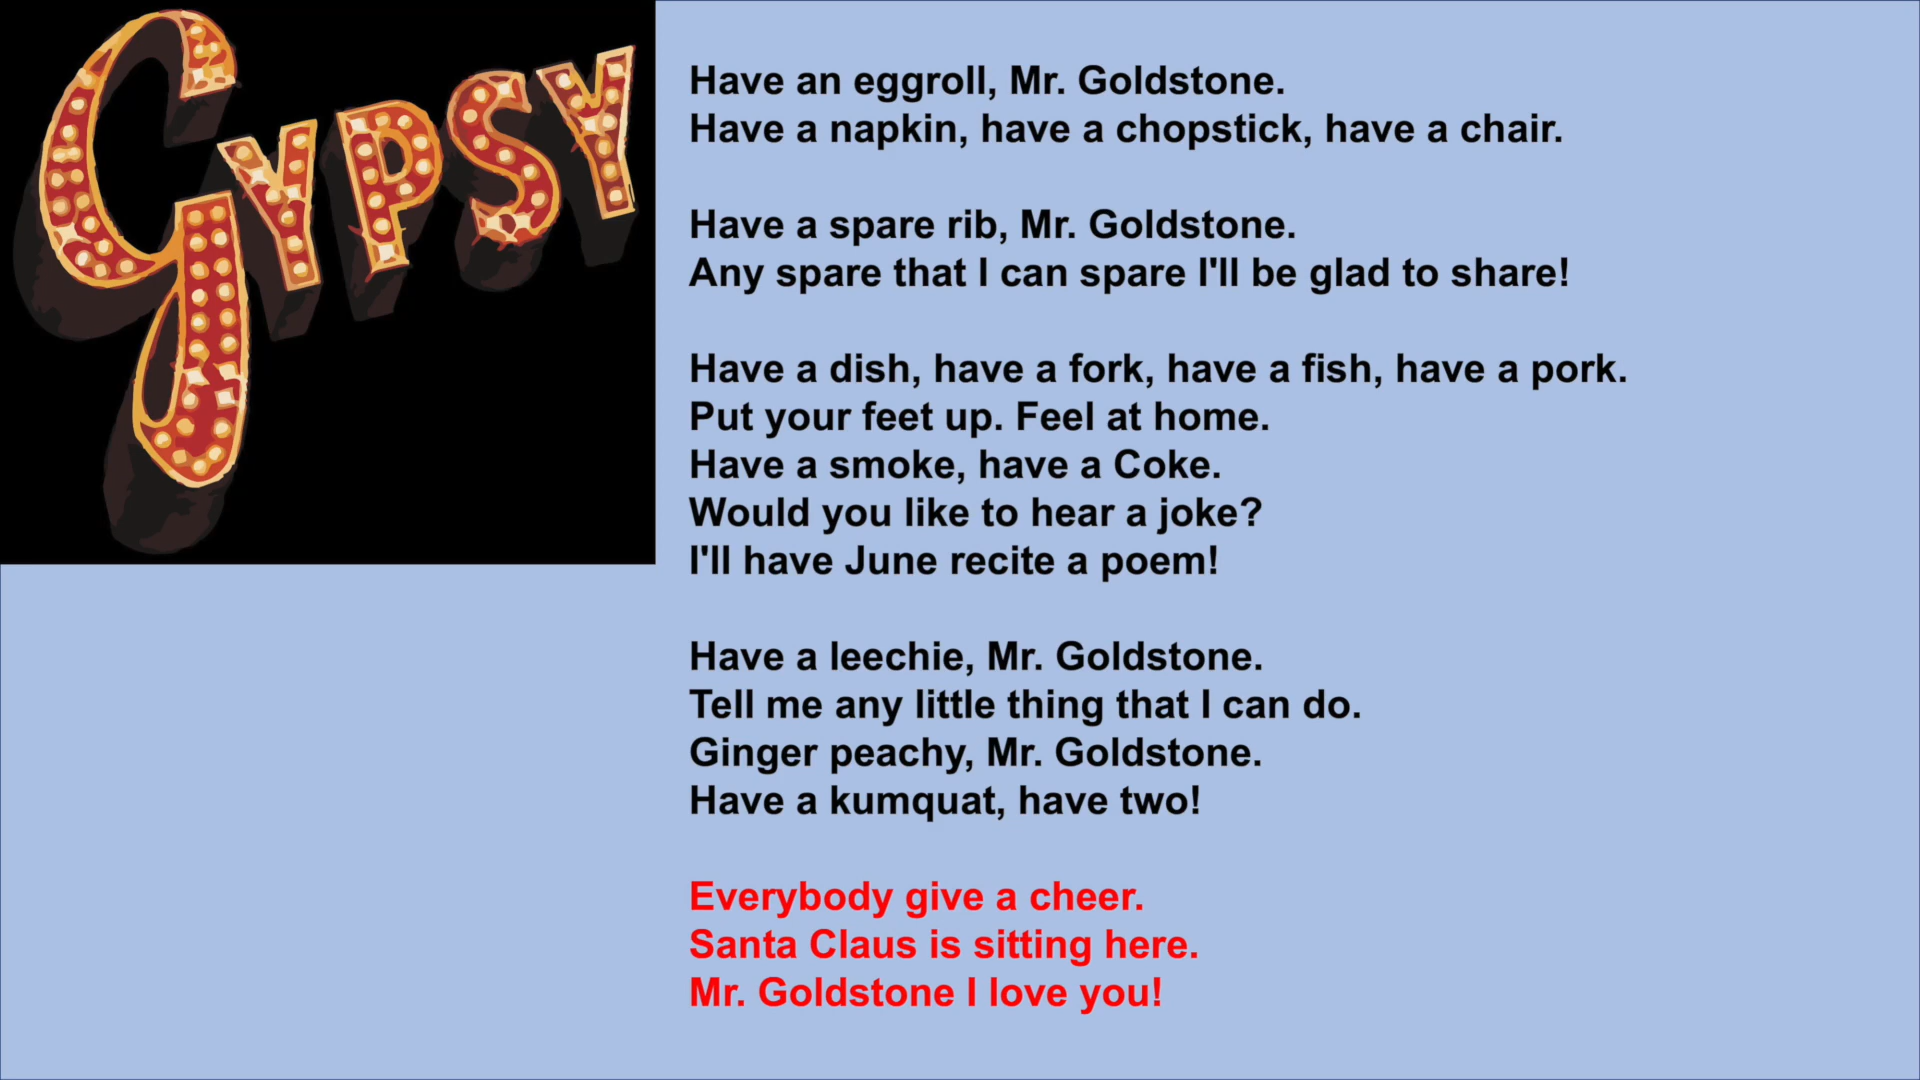 GYPSY
Have an eggroll, Mr. Goldstone.
Have a napkin, have a chopstick, have a chair.
Have a spare rib, Mr. Goldstone.
Any spare that I can spare I'll be glad to share!
Have a dish, have a fork, have a fish, have a pork.
Put your feet up. Feel at home.
Have a smoke, have a Coke.
Would you like to hear a joke?
I'll have June recite a poem!
Have a leechie, Mr. Goldstone.
Tell me any little thing that I can do.
Ginger peachy, Mr. Goldstone.
Have a kumquat, have two!
Everybody give a cheer.
Santa Claus is sitting here.
Mr. Goldstone I love you!